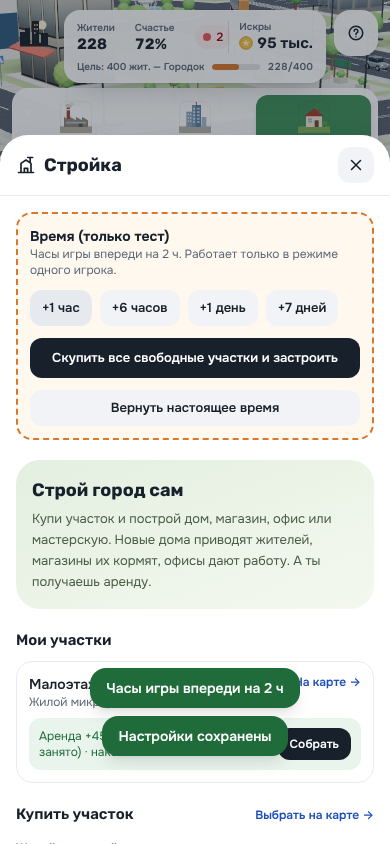 Жители
Счастье
Искры
228
72%
2
95 тыс.
Цель: 400 жит. — Городок
228/400
Стройка
Время (только тест)
Часы игры впереди на 2 ч. Работает только в режиме
одного игрока.
+1 час
+6 часов
+1 день
+7 дней
Скупить все свободные участки и застроить
Вернуть настоящее время
Строй город сам
Купи участок и построй дом, магазин, офис или
мастерскую. Новые дома приводят жителей,
магазины их кормят, офисы дают работу. А ты
получаешь аренду.
Мои участки
На карте →
Часы игры впереди на 2 ч
Жилой
Аренда
Настройки сохранены
Собрать
занято)
Купить участок
Выбрать на карте →